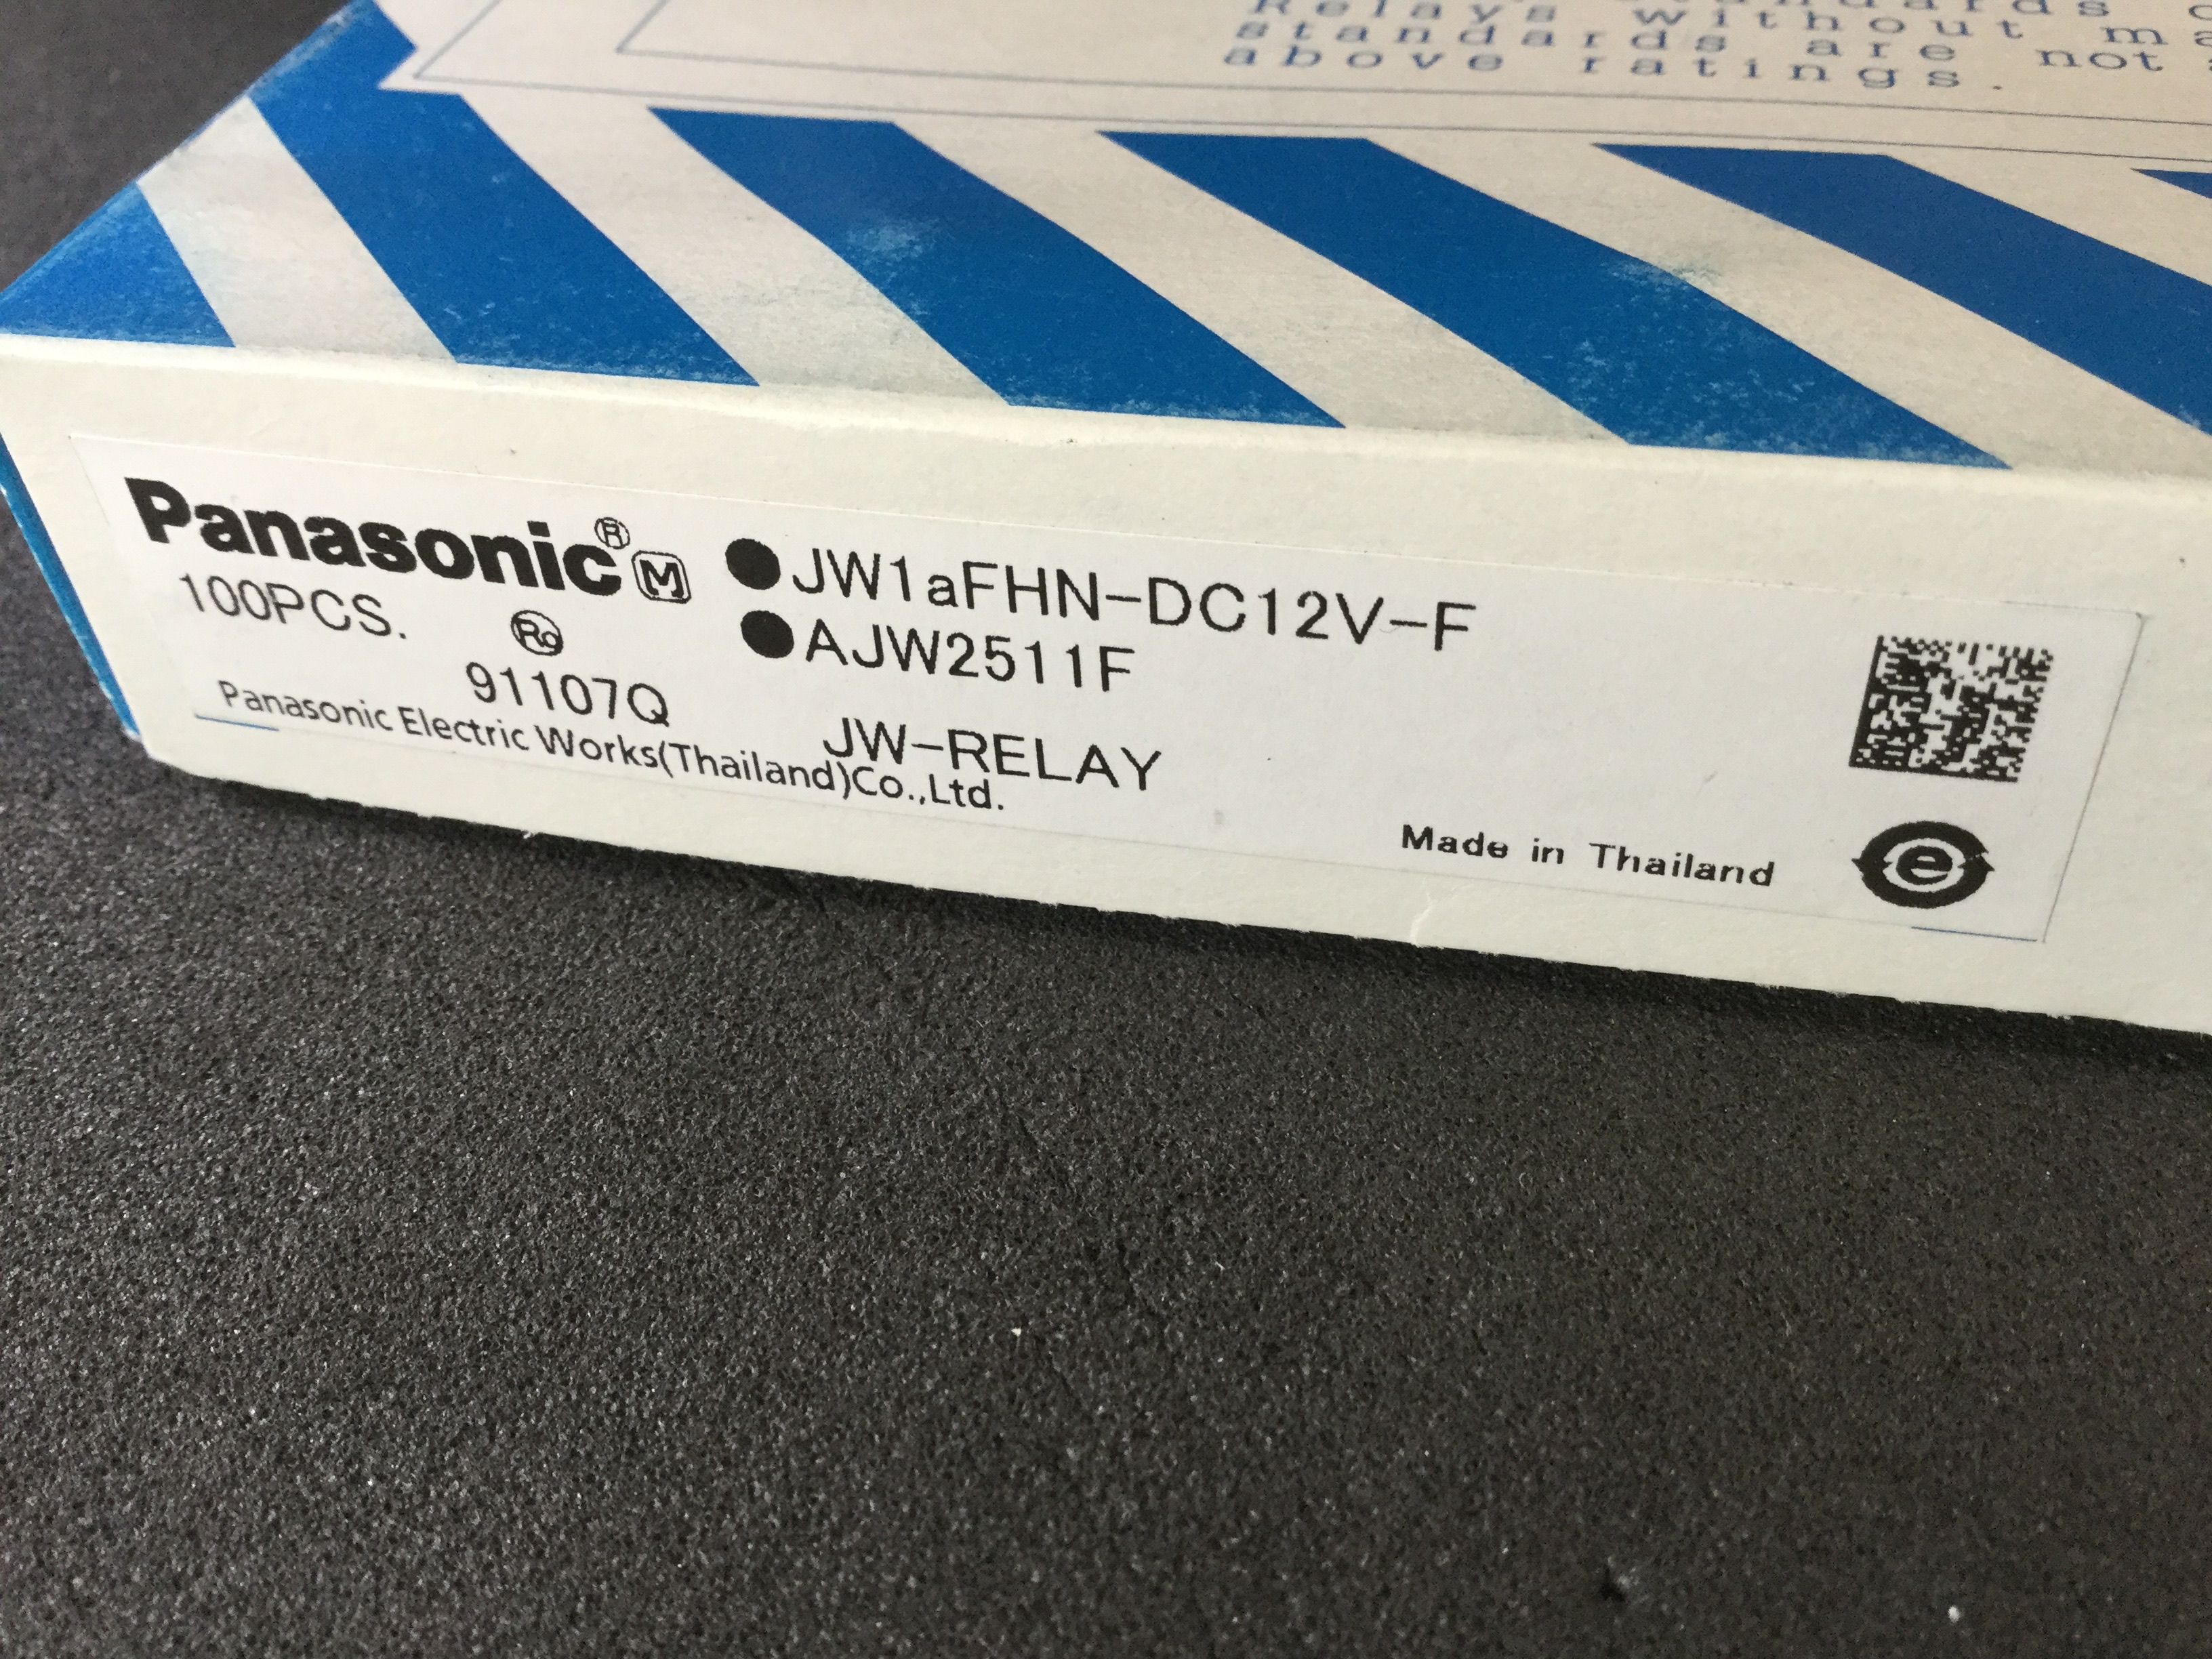 Relays without
standards are not
above ratings.
Panasonic® M
●JW1aFHN-DC12V-F
100PCS.
●AJW2511F
91107Q
JW-RELAY
Panasonic Electric Works(Thailand)Co.,Ltd.
Made in Thailand
e